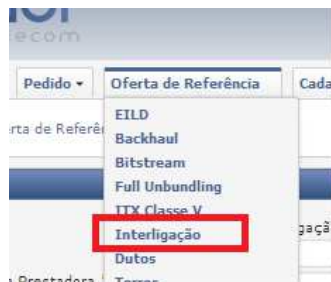 ecom
Pedido Oferta de Referência Cada
rta de Referê
EILD
Backhaul
Bitstream
Full Unbundling
ITX Classe V
Interligação
gaçã
Dutos
Prestadora
Torres